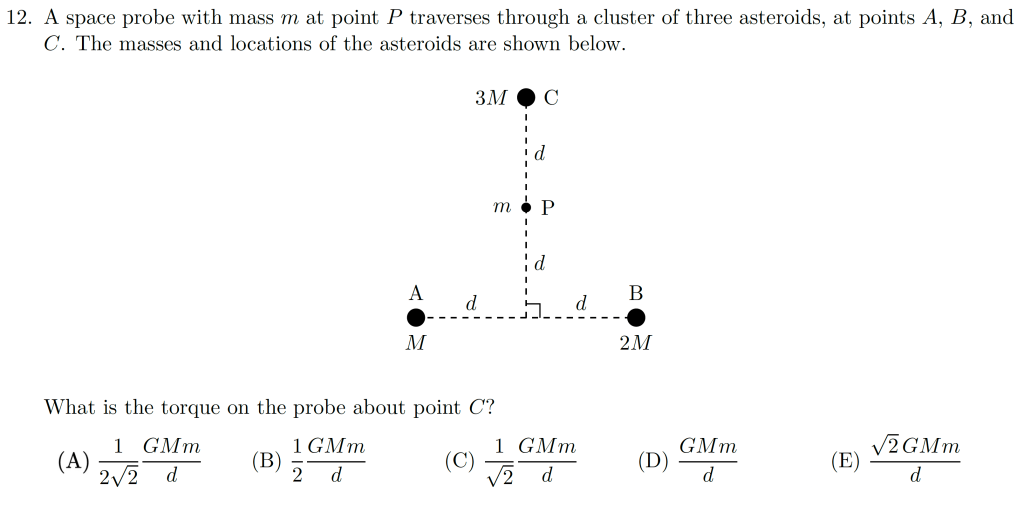 12. A space probe with mass m at point P traverses through a cluster of three asteroids, at points A, B, and
C. The masses and locations of the asteroids are shown below.
3M C
d
m P
d
A d d B
M 2M
What is the torque on the probe about point C?
(A) \frac{1}{2\sqrt{2}} \frac{GMm}{d} (B) \frac{1}{2} \frac{GMm}{d} (C) \frac{1}{\sqrt{2}} \frac{GMm}{d} (D) \frac{GMm}{d} (E) \frac{\sqrt{2}GMm}{d}